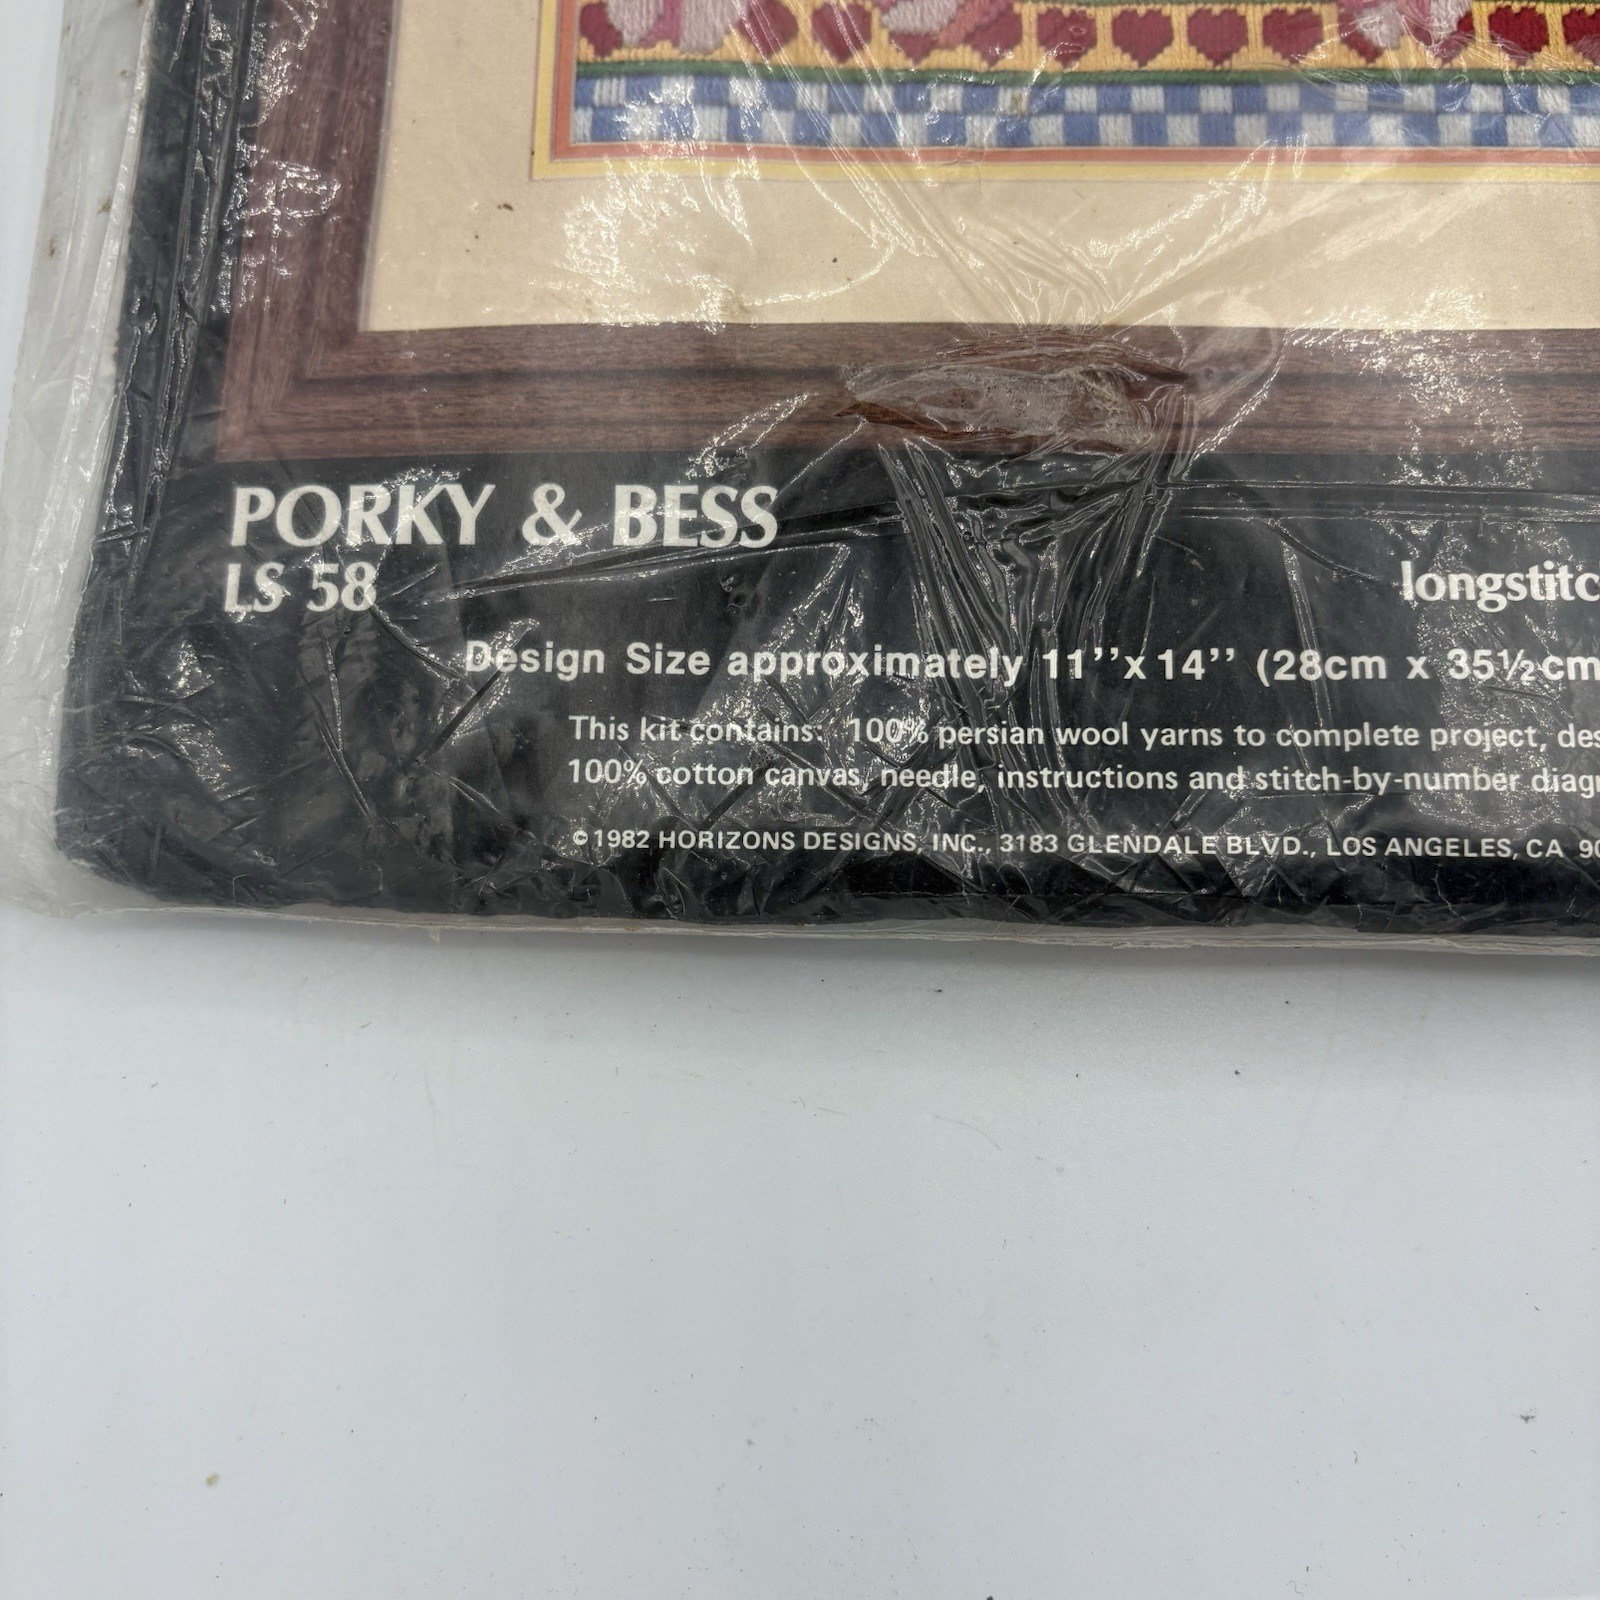 PORKY & BESS
LS 58
longstitc
Design Size approximately 11’’x 14’’ (28cm x 35½cm
This kit contains: 100% persian wool yarns to complete project, des
100% cotton canvas, needle, instructions and stitch-by-number diag
©1982 HORIZONS DESIGNS, INC., 3183 GLENDALE BLVD., LOS ANGELES, CA 90